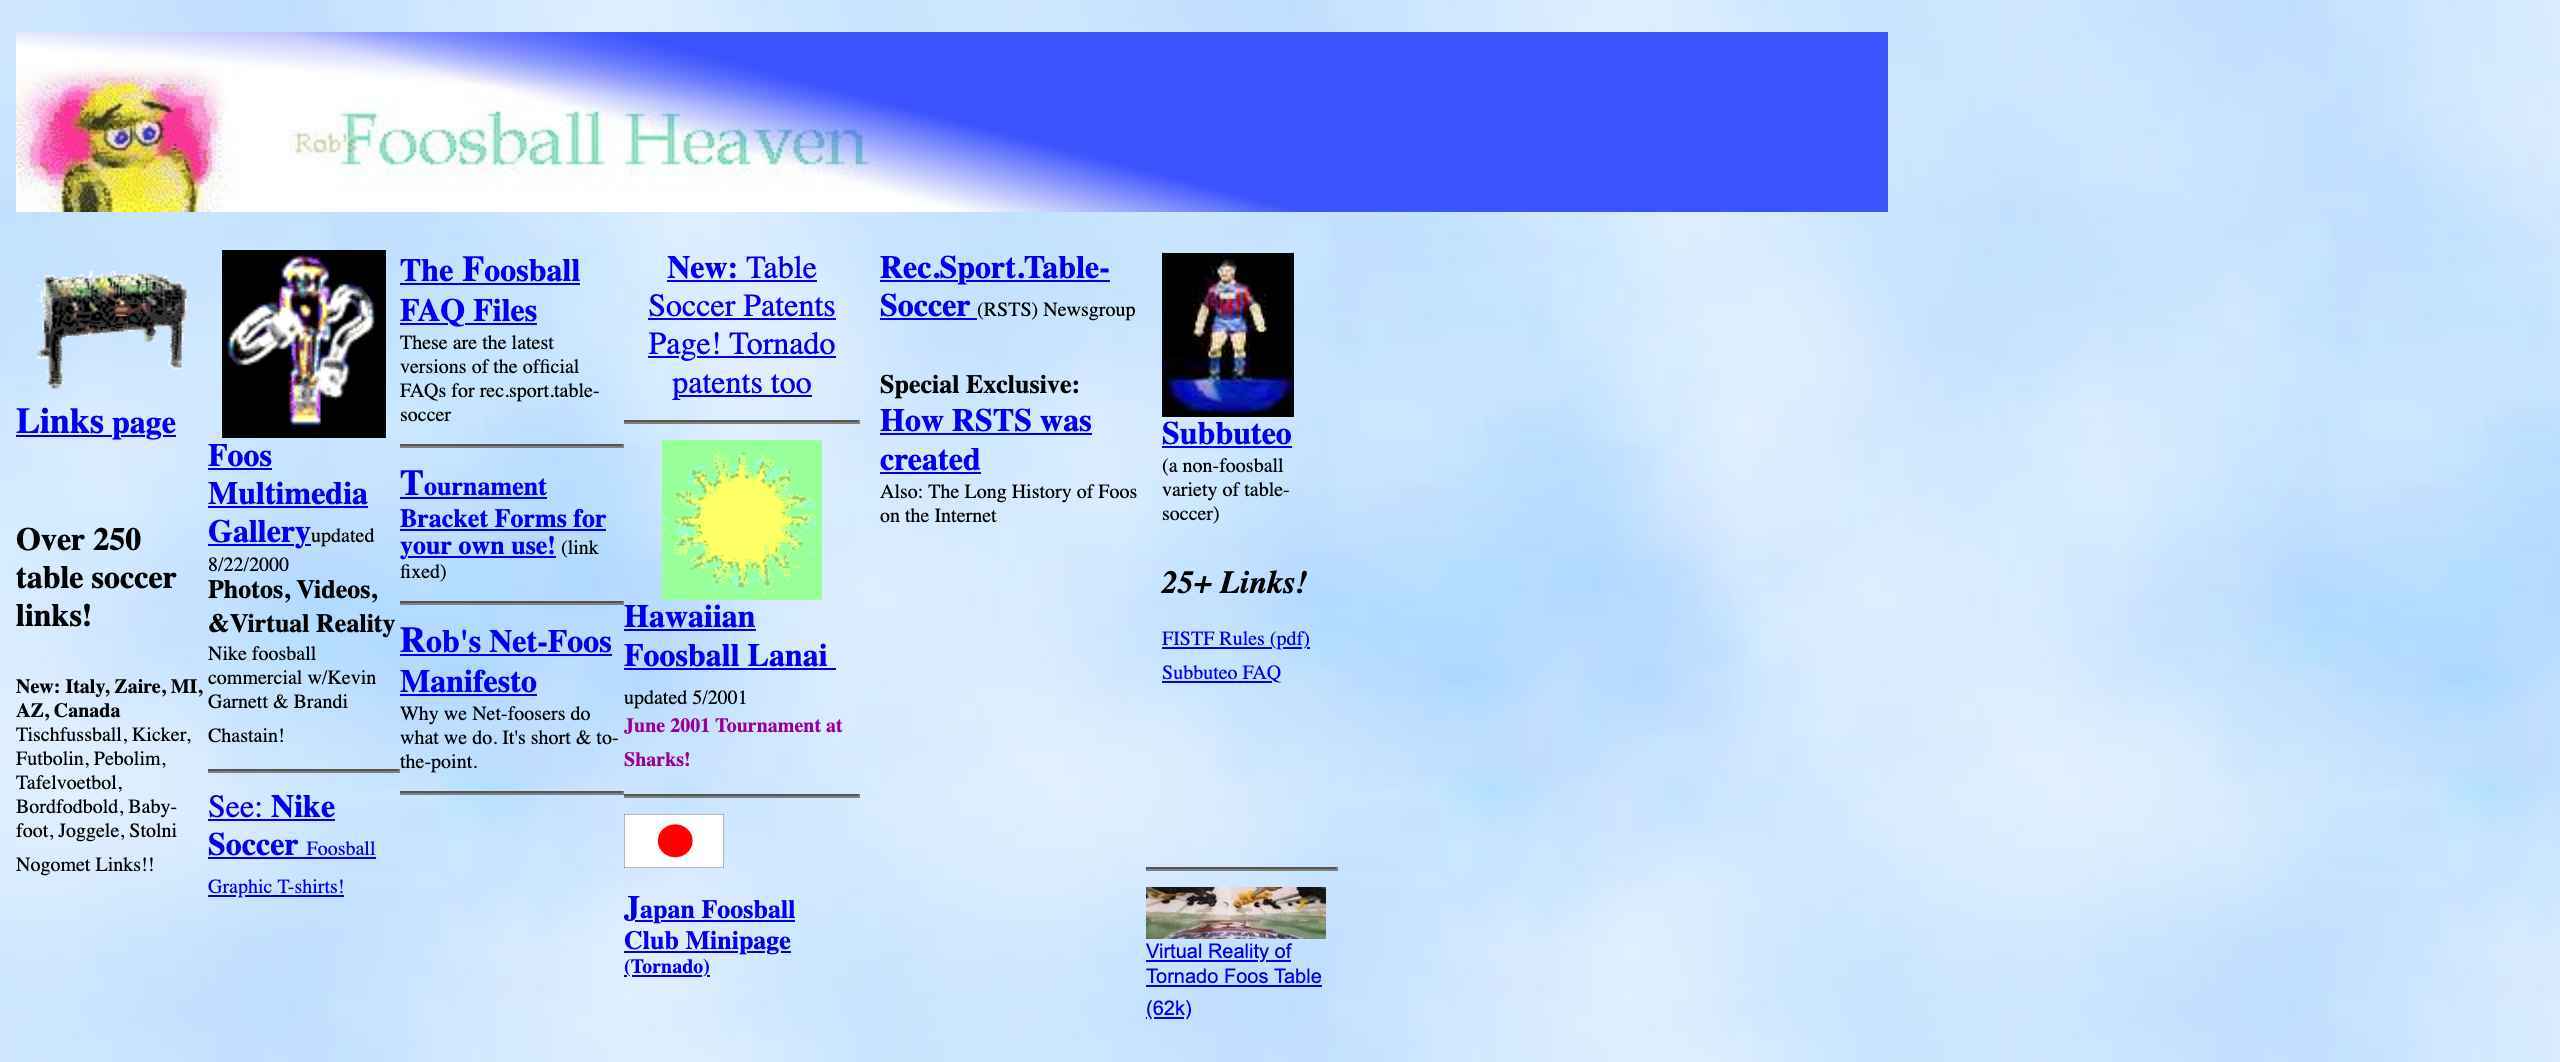 Rob's Foosball Heaven
Links page
Over 250
table soccer
links!
New: Italy, Zaire, MI,
AZ, Canada
Tischfussball, Kicker,
Futbolin, Pebolim,
Tafelvoetbol,
Bordfodbold, Baby-
foot, Joggele, Stolni
Nogomet Links!!
Foos
Multimedia
Gallery updated
8/22/2000
Photos, Videos,
&Virtual Reality
Nike foosball
commercial w/Kevin
Garnett & Brandi
Chastain!
See: Nike
Soccer Foosball
Graphic T-shirts!
The Foosball
FAQ Files
These are the latest
versions of the official
FAQs for rec.sport.table-
soccer
Tournament
Bracket Forms for
your own use! (link
fixed)
Rob's Net-Foos
Manifesto
Why we Net-foosers do
what we do. It's short & to-
the-point.
New: Table
Soccer Patents
Page! Tornado
patents too
Hawaiian
Foosball Lanai
updated 5/2001
June 2001 Tournament at
Sharks!
Japan Foosball
Club Minipage
(Tornado)
Rec.Sport.Table-
Soccer (RSTS) Newsgroup
Special Exclusive:
How RSTS was
created
Also: The Long History of Foos
on the Internet
Subbuteo
(a non-foosball
variety of table-
soccer)
25+ Links!
FISTF Rules (pdf)
Subbuteo FAQ
Virtual Reality of
Tornado Foos Table
(62k)